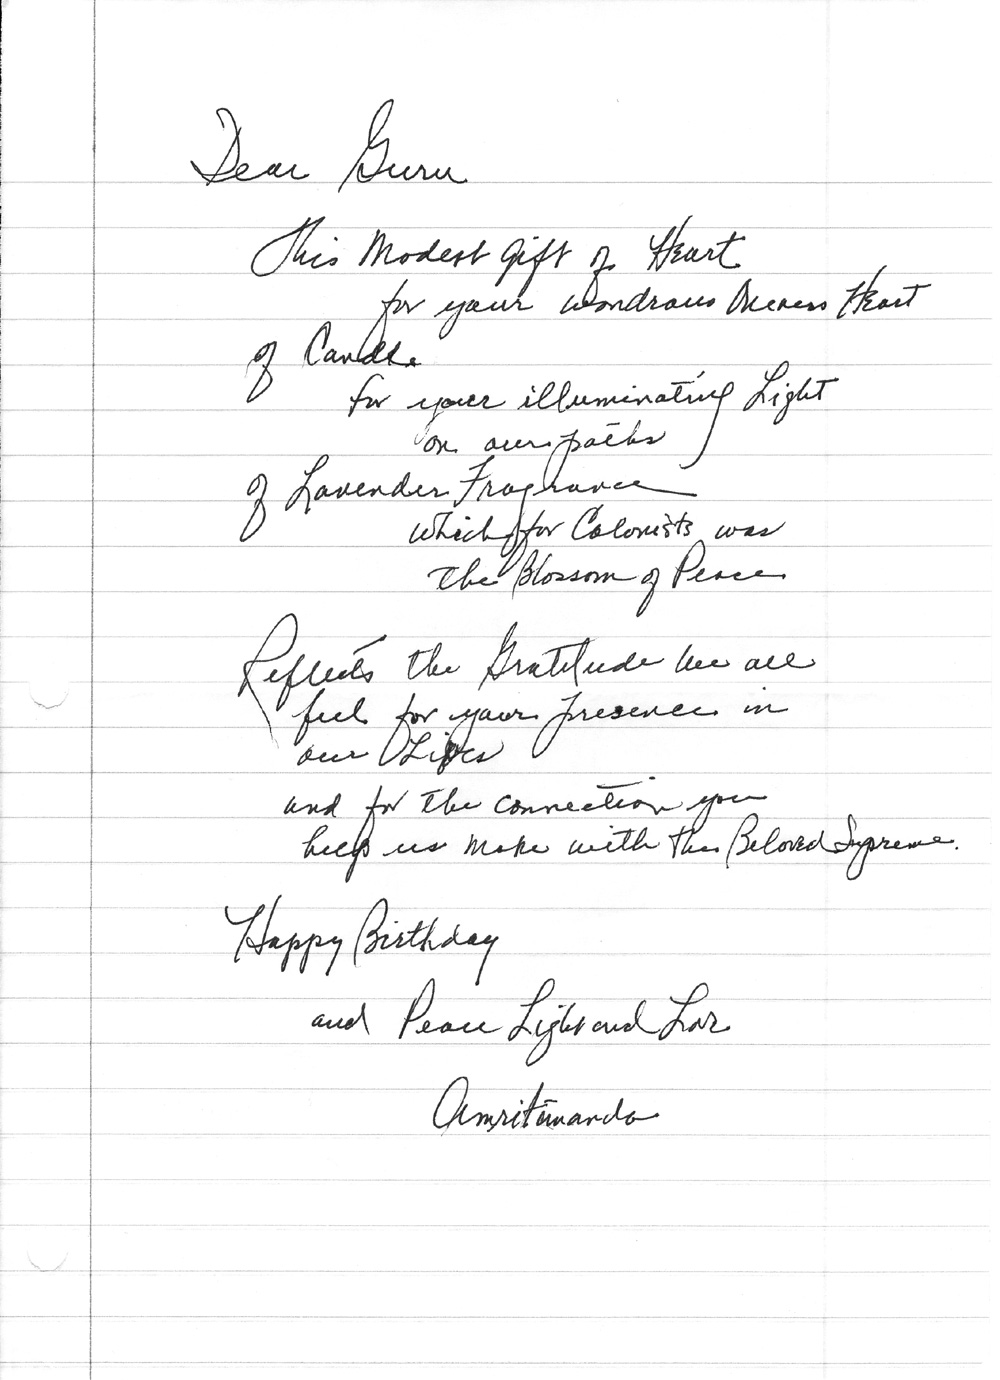 Dear Guru
This Modest Gift of Heart
for your wondrous Oneness Heart
of Candle
for your illuminating Light
on our paths
of Lavender Fragrance
which for Colonists was
the Blossom of Peace
Reflects the Gratitude we all
feel for your presence in
our Lives
and for the connection you
help us make with the Beloved Supreme.
Happy Birthday
and Peace Light and Love